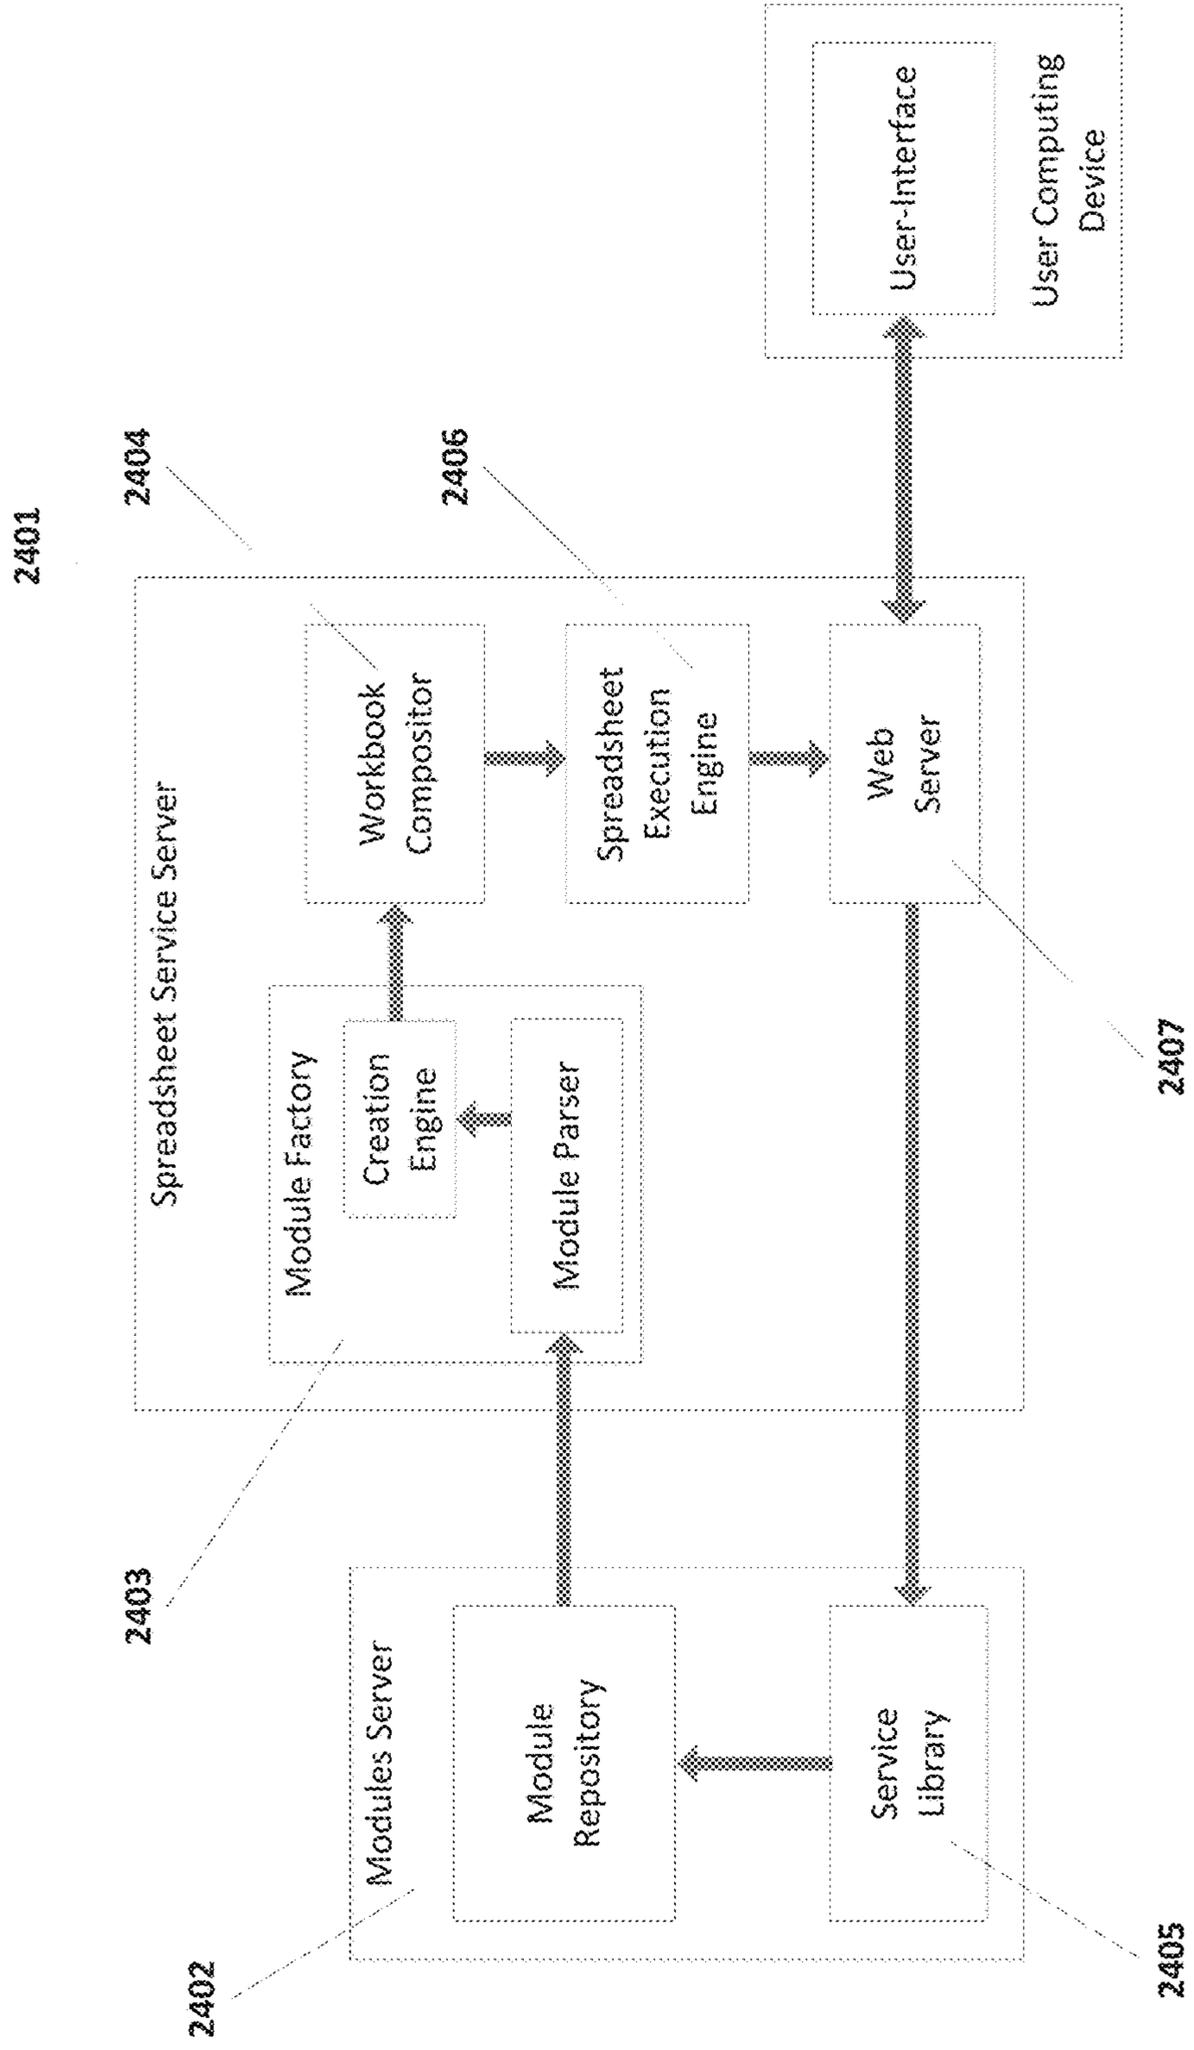 2401
2404
2406
2403
2402
2407
2405
Spreadsheet Service Server
Module Factory
Creation
Engine
Module Parser
Workbook
Compositor
Spreadsheet
Execution
Engine
Web
Server
Modules Server
Module
Repository
Service
Library
User-Interface
User Computing
Device